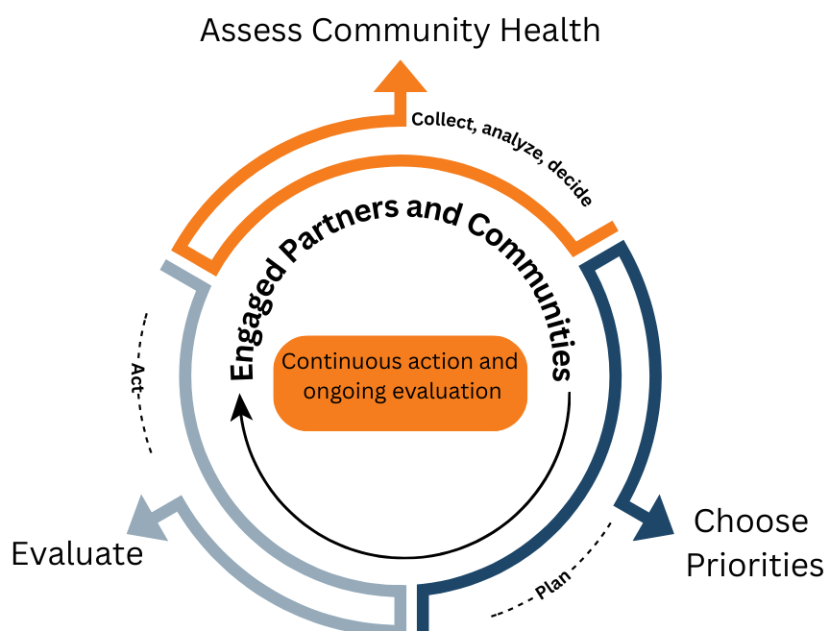 Assess Community Health
Collect, analyze, decide
Engaged Partners and Communities
Continuous action and
ongoing evaluation
Act
Evaluate
Choose
Priorities
Plan